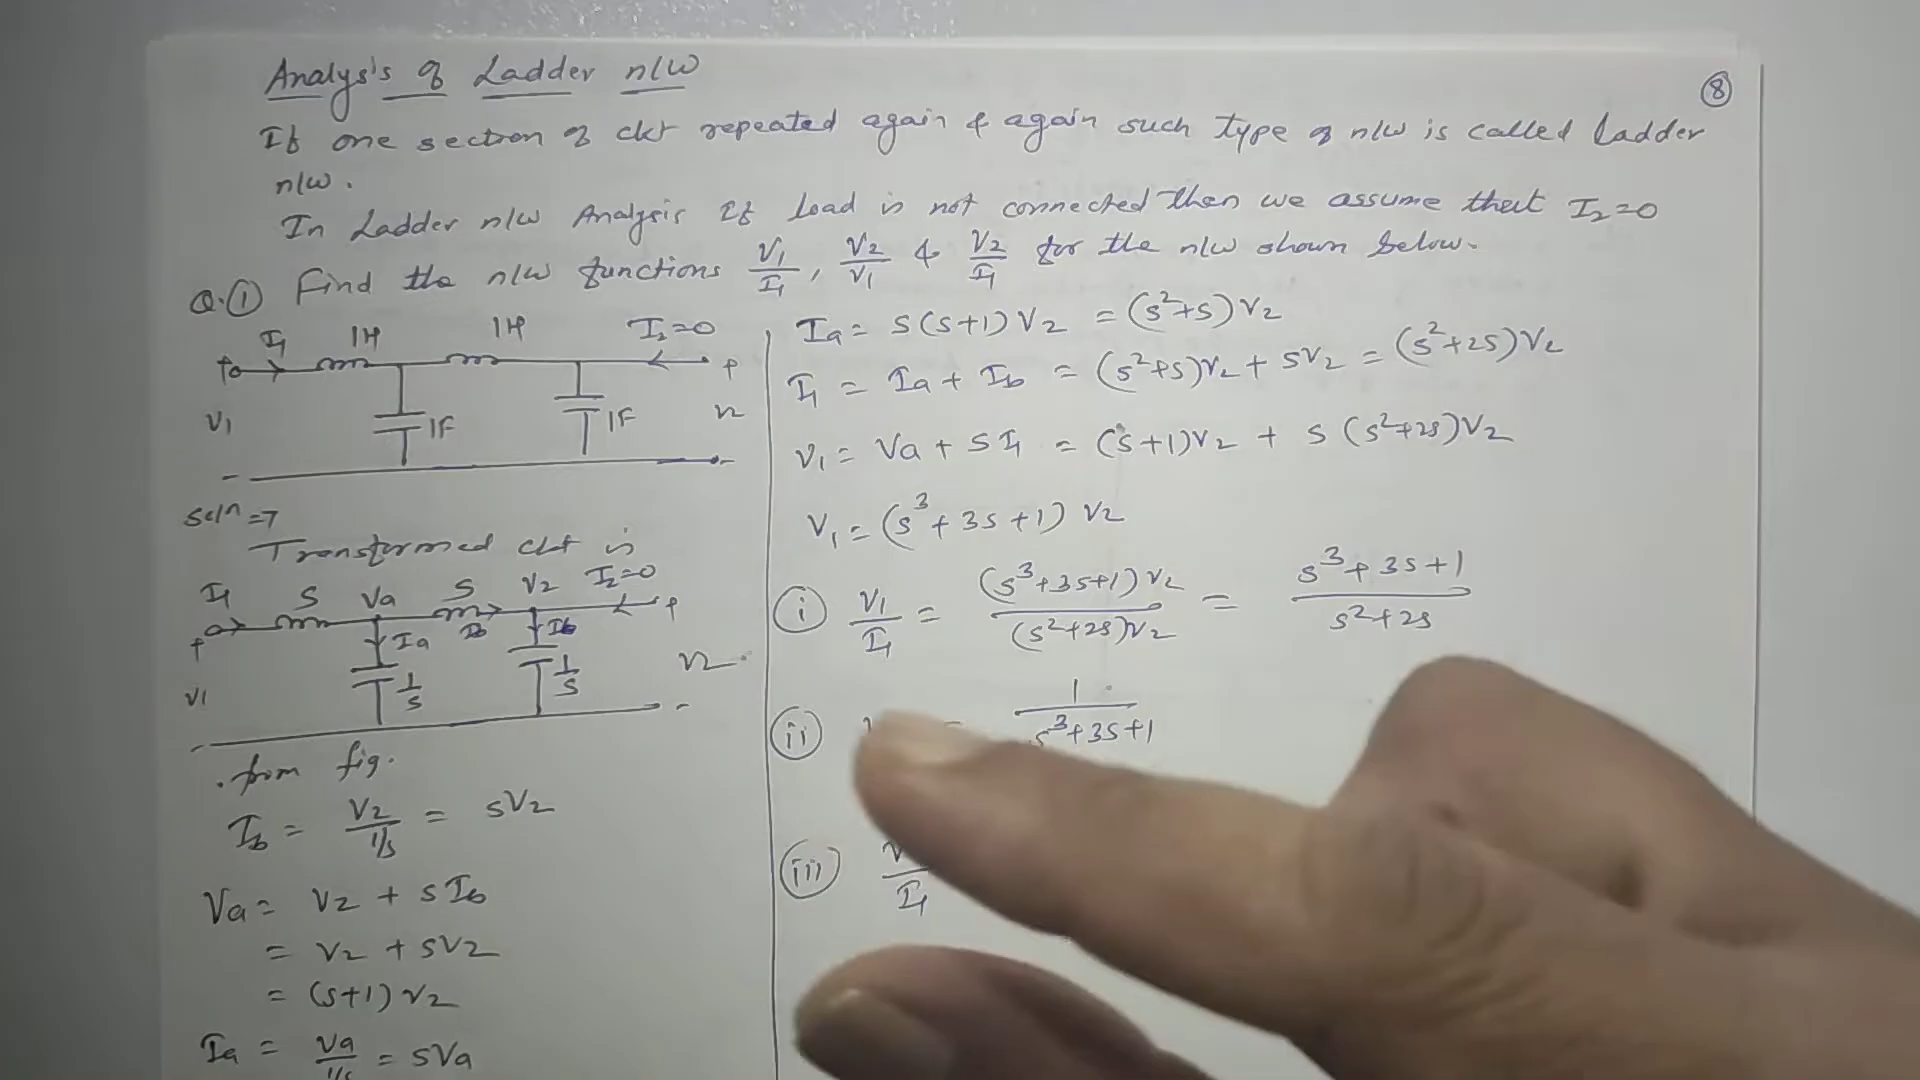 Analysis of Ladder n/w
8
If one section of ckt repeated again & again such type of n/w is called Ladder
n/w.
In Ladder n/w Analysis If load is not connected then we assume that I2=0
Q.① Find the n/w functions V1/I1, V2/V1 & V2/I1 for the n/w shown below.
I1 1H 1H I2=0
+ +
V1 1F 1F V2
- -
Soln =>
Transformed ckt is
I1 S Va S V2 I2=0
+ Ia Ib Ib +
V1 1/s 1/s V2
- -
from fig.
Ib = V2/1/s = sV2
Va = V2 + sIb
= V2 + sV2
= (s+1)V2
Ia = Va/1/s = sVa
Ia = s(s+1)V2 = (s²+s)V2
I1 = Ia + Ib = (s²+s)V2 + sV2 = (s²+2s)V2
V1 = Va + sI1 = (s+1)V2 + s(s²+2s)V2
V1 = (s³+3s+1)V2
(i) V1/I1 = (s³+3s+1)V2/(s²+2s)V2 = s³+3s+1/s²+2s
(ii) = 1/s³+3s+1
(iii) V/I1